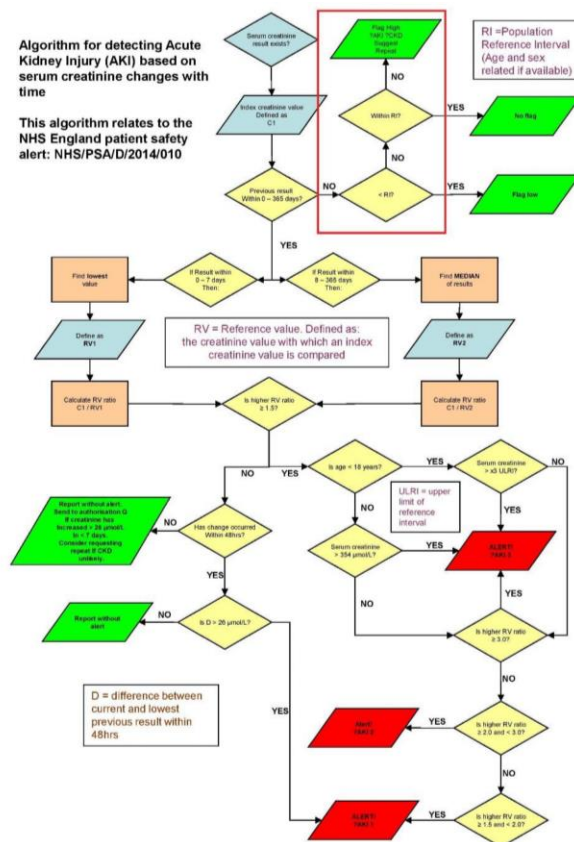 Algorithm for detecting Acute
Kidney Injury (AKI) based on
serum creatinine changes with
time
This algorithm relates to the
NHS England patient safety
alert: NHS/PSA/D/2014/010
Serum creatinine
result exists?
Index creatinine value
Defined as
C1
Previous result
Within 0 – 365 days?
NO
YES
Flag High
?AKI ?CKD
Suggest
Repeat
NO
Within RI?
YES
No flag
NO
< RI?
YES
Flag low
RI =Population
Reference Interval
(Age and sex
related if available)
Find lowest
value
If Result within
0 – 7 days
Then:
If Result within
8 – 365 days
Then:
Find MEDIAN
of results
Define as
RV1
RV = Reference value. Defined as:
the creatinine value with which an index
creatinine value is compared
Define as
RV2
Calculate RV ratio
C1 / RV1
Is higher RV ratio
≥ 1.5?
Calculate RV ratio
C1 / RV2
NO
YES
Is age < 18 years?
YES
Serum creatinine
> x3 ULRI?
NO
YES
NO
ULRI = upper
limit of
reference
interval
Report without alert.
Send to authorisation Q
If creatinine has
Increased > 26 µmol/L
In < 7 days.
Consider requesting
repeat if CKD
unlikely.
NO
Has change occurred
Within 48hrs?
YES
Serum creatinine
> 354 µmol/L?
YES
ALERT!
?AKI 3
NO
YES
Report without
alert
NO
Is D > 26 µmol/L?
YES
Is higher RV ratio
≥ 3.0?
NO
D = difference between
current and lowest
previous result within
48hrs
Alert!
?AKI 2
YES
Is higher RV ratio
≥ 2.0 and < 3.0?
NO
ALERT!
?AKI 1
YES
Is higher RV ratio
≥ 1.5 and < 2.0?